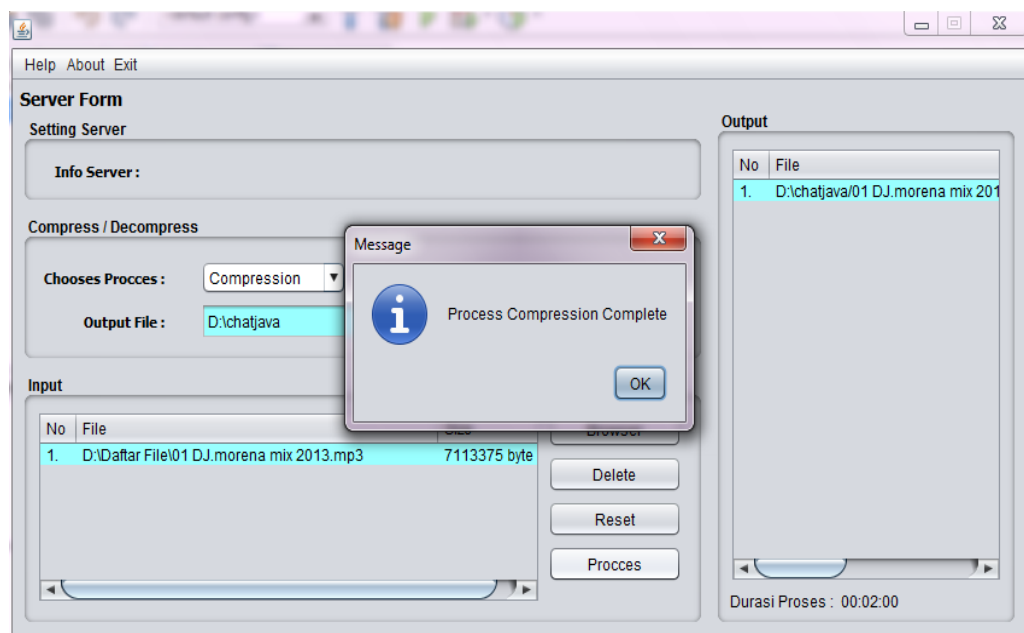 Help About Exit
Server Form
Setting Server
Info Server :
Compress / Decompress
Chooses Procces :
Compression
Output File :
D:\chatjava
Message
Process Compression Complete
OK
Input
No File
1. D:\Daftar File\01 DJ.morena mix 2013.mp3 7113375 byte
Delete
Reset
Procces
Output
No File
1. D:\chatjava/01 DJ.morena mix 201
Durasi Proses : 00:02:00